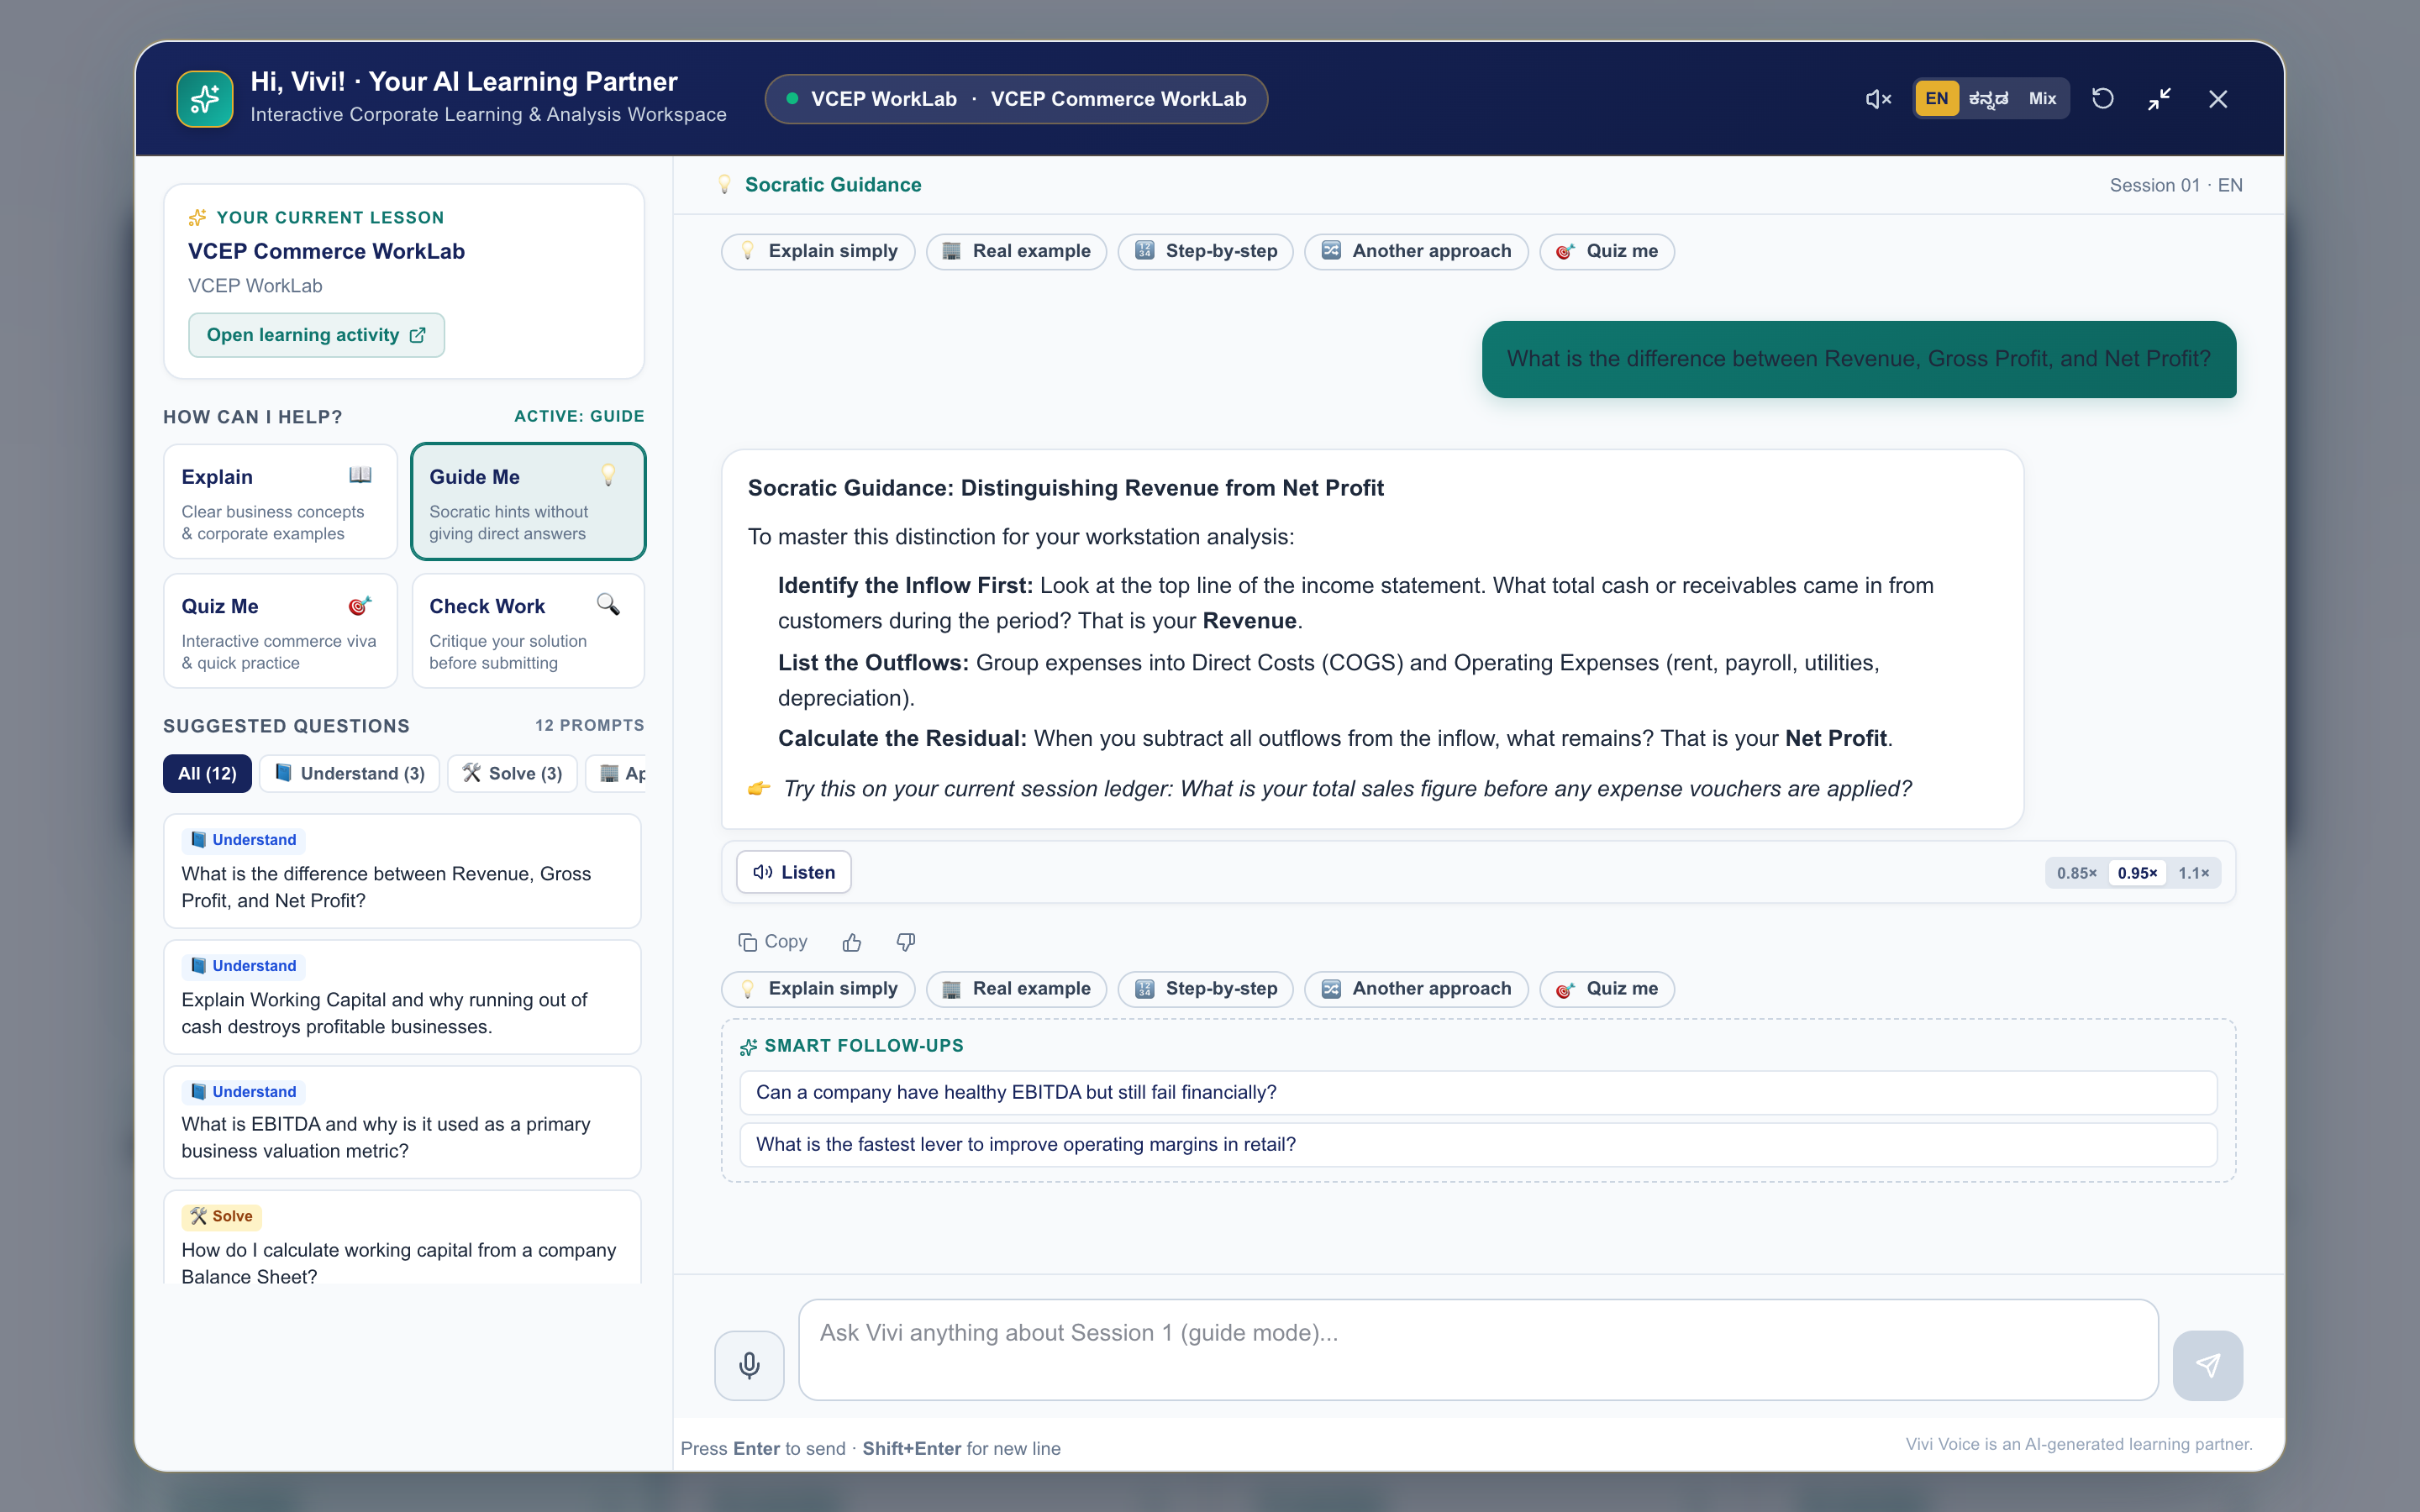 Hi, Vivi! · Your AI Learning Partner
Interactive Corporate Learning & Analysis Workspace
VCEP WorkLab · VCEP Commerce WorkLab
EN ಕನ್ನಡ Mix
YOUR CURRENT LESSON
VCEP Commerce WorkLab
VCEP WorkLab
Open learning activity
HOW CAN I HELP?
ACTIVE: GUIDE
Explain
Clear business concepts
& corporate examples
Guide Me
Socratic hints without
giving direct answers
Quiz Me
Interactive commerce viva
& quick practice
Check Work
Critique your solution
before submitting
SUGGESTED QUESTIONS
12 PROMPTS
All (12) Understand (3) Solve (3) Ap
Understand
What is the difference between Revenue, Gross
Profit, and Net Profit?
Understand
Explain Working Capital and why running out of
cash destroys profitable businesses.
Understand
What is EBITDA and why is it used as a primary
business valuation metric?
Solve
How do I calculate working capital from a company
Balance Sheet?
Socratic Guidance
Session 01 · EN
Explain simply Real example Step-by-step Another approach Quiz me
What is the difference between Revenue, Gross Profit, and Net Profit?
Socratic Guidance: Distinguishing Revenue from Net Profit
To master this distinction for your workstation analysis:
Identify the Inflow First: Look at the top line of the income statement. What total cash or receivables came in from
customers during the period? That is your Revenue.
List the Outflows: Group expenses into Direct Costs (COGS) and Operating Expenses (rent, payroll, utilities,
depreciation).
Calculate the Residual: When you subtract all outflows from the inflow, what remains? That is your Net Profit.
Try this on your current session ledger: What is your total sales figure before any expense vouchers are applied?
Listen
0.85× 0.95× 1.1×
Copy
Explain simply Real example Step-by-step Another approach Quiz me
SMART FOLLOW-UPS
Can a company have healthy EBITDA but still fail financially?
What is the fastest lever to improve operating margins in retail?
Ask Vivi anything about Session 1 (guide mode)...
Press Enter to send · Shift+Enter for new line
Vivi Voice is an AI-generated learning partner.